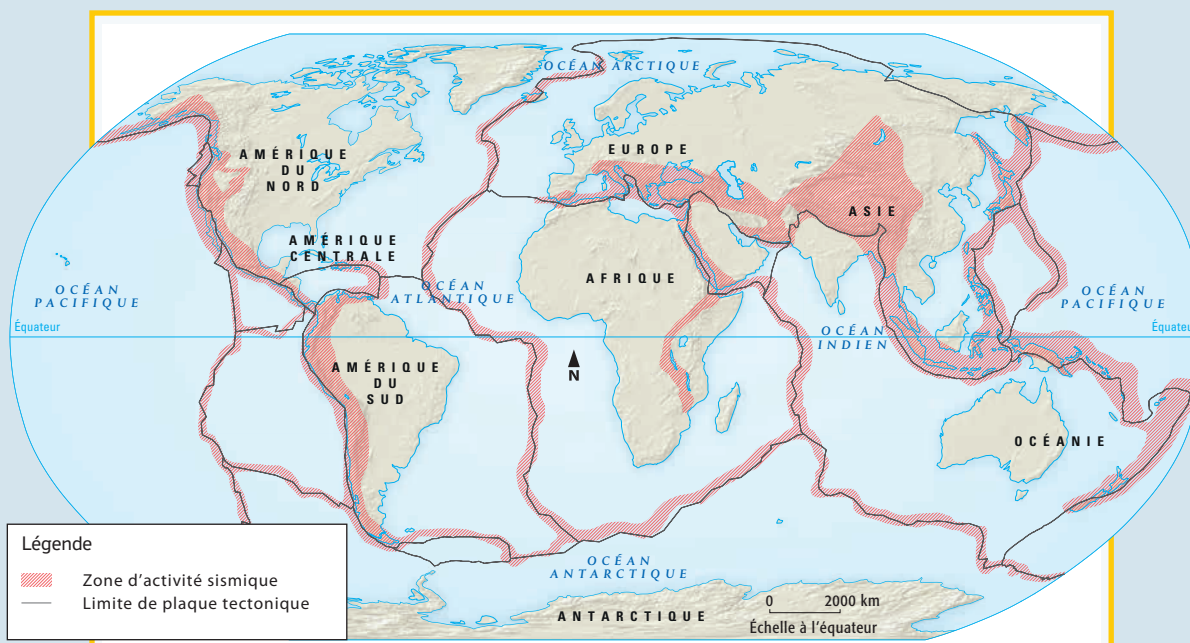 OCÉAN ARCTIQUE
AMÉRIQUE
DU
NORD
EUROPE
ASIE
AMÉRIQUE
CENTRALE
OCÉAN
PACIFIQUE
OCÉAN
ATLANTIQUE
AFRIQUE
OCÉAN
PACIFIQUE
Équateur
OCÉAN
INDIEN
Équateur
N
AMÉRIQUE
DU
SUD
OCÉANIE
Légende
Zone d'activité sismique
Limite de plaque tectonique
OCÉAN
ANTARCTIQUE
ANTARCTIQUE
0 2000 km
Échelle à l'équateur